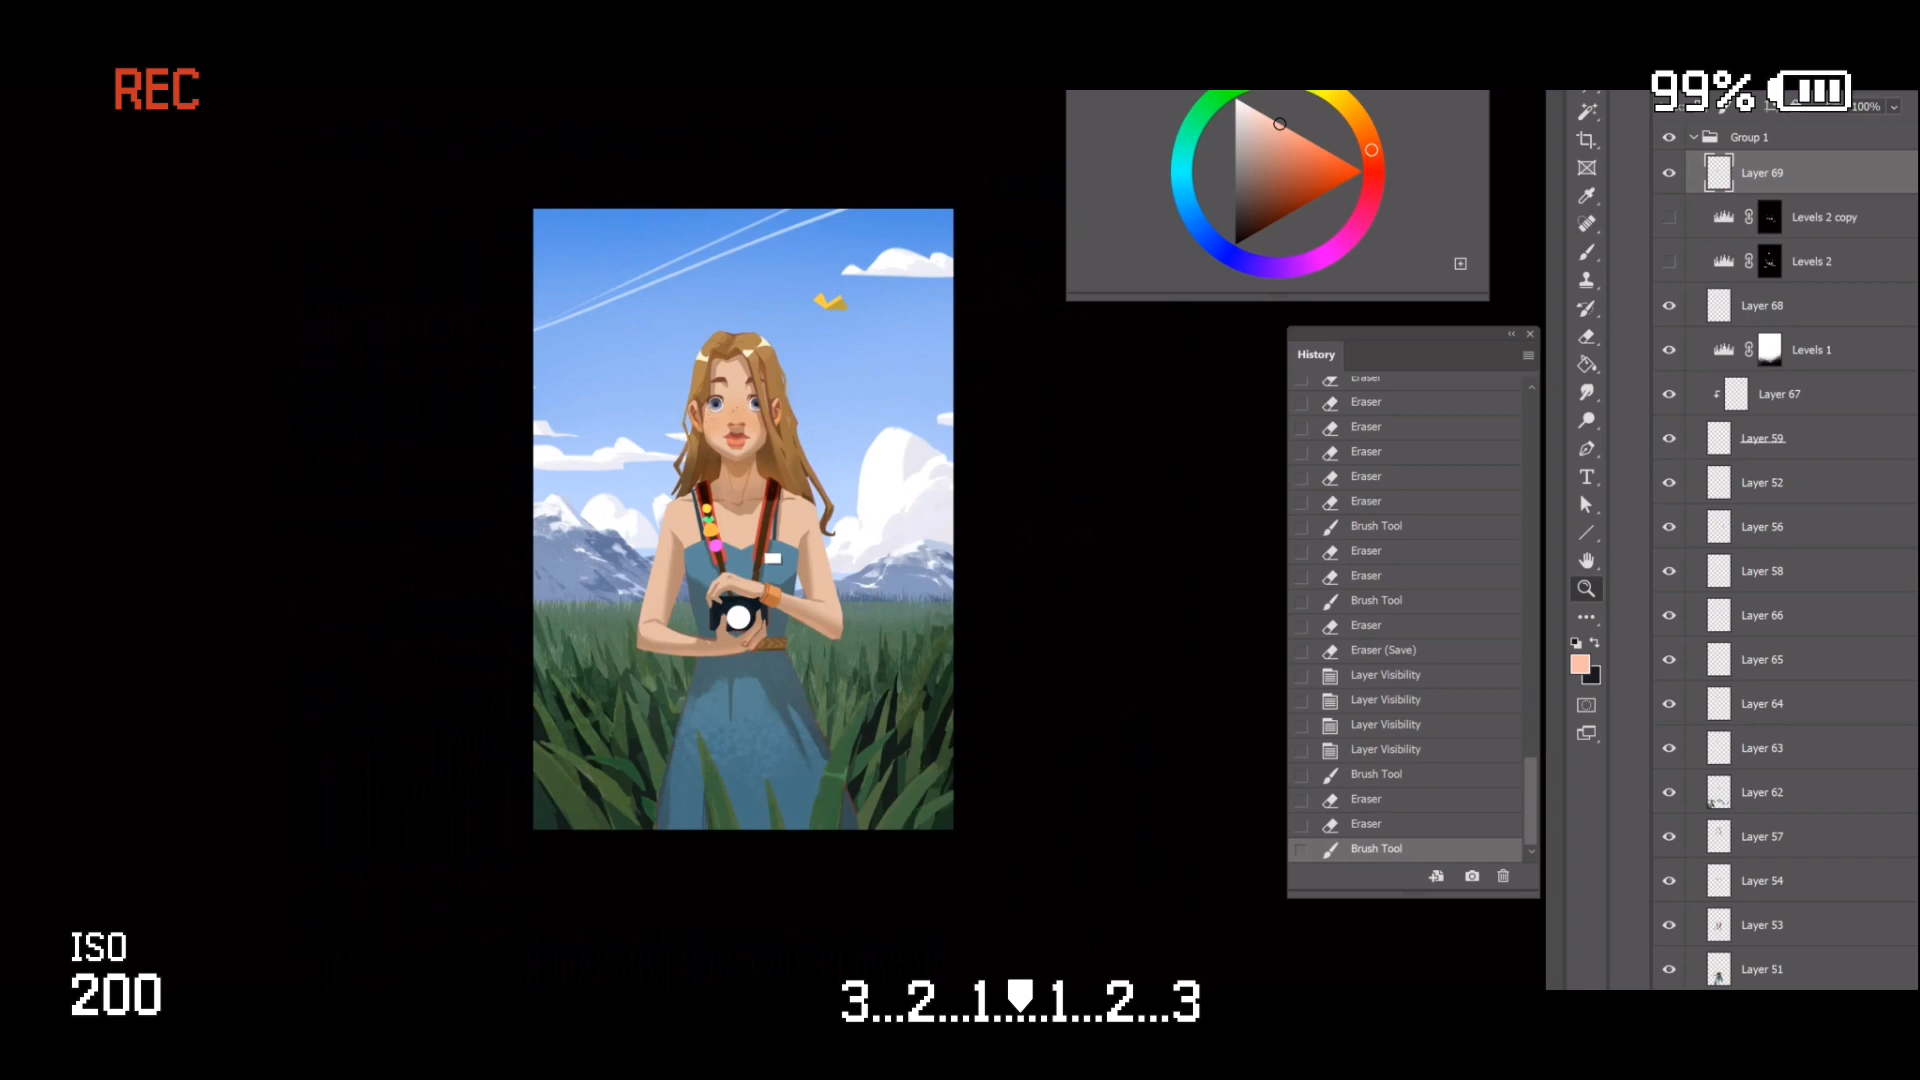 REC
99%
100%
Group 1
Layer 69
Levels 2 copy
Levels 2
Layer 68
Levels 1
Layer 67
Layer 59
Layer 52
Layer 56
Layer 58
Layer 66
Layer 65
Layer 64
Layer 63
Layer 62
Layer 57
Layer 54
Layer 53
Layer 51
History
Eraser
Eraser
Eraser
Eraser
Eraser
Eraser
Brush Tool
Eraser
Eraser
Brush Tool
Eraser
Eraser (Save)
Layer Visibility
Layer Visibility
Layer Visibility
Layer Visibility
Brush Tool
Eraser
Eraser
Brush Tool
ISO
200
3...2...1...1...2...3